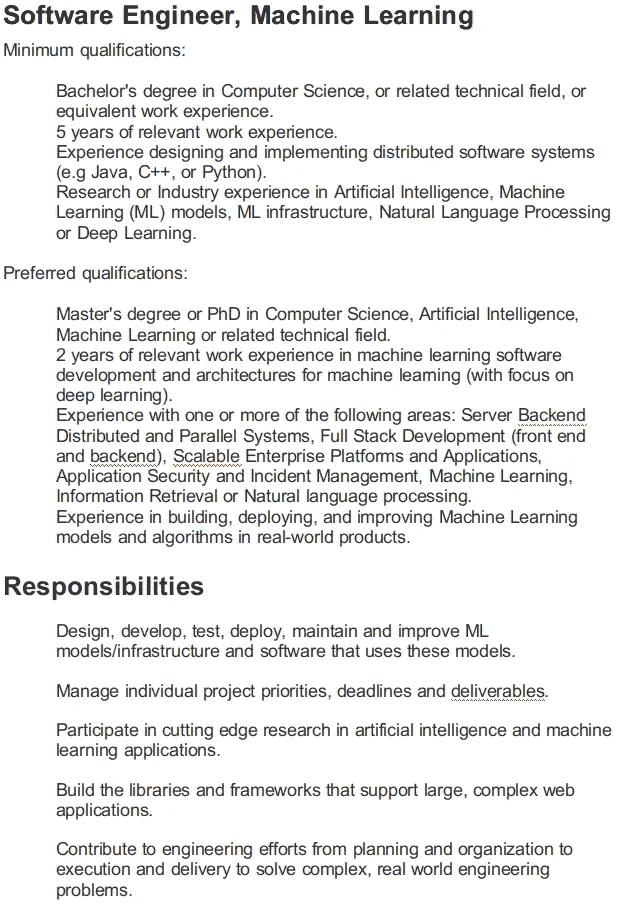 Software Engineer, Machine Learning
Minimum qualifications:
Bachelor's degree in Computer Science, or related technical field, or
equivalent work experience.
5 years of relevant work experience.
Experience designing and implementing distributed software systems
(e.g Java, C++, or Python).
Research or Industry experience in Artificial Intelligence, Machine
Learning (ML) models, ML infrastructure, Natural Language Processing
or Deep Learning.
Preferred qualifications:
Master's degree or PhD in Computer Science, Artificial Intelligence,
Machine Learning or related technical field.
2 years of relevant work experience in machine learning software
development and architectures for machine learning (with focus on
deep learning).
Experience with one or more of the following areas: Server Backend
Distributed and Parallel Systems, Full Stack Development (front end
and backend), Scalable Enterprise Platforms and Applications,
Application Security and Incident Management, Machine Learning,
Information Retrieval or Natural language processing.
Experience in building, deploying, and improving Machine Learning
models and algorithms in real-world products.
Responsibilities
Design, develop, test, deploy, maintain and improve ML
models/infrastructure and software that uses these models.
Manage individual project priorities, deadlines and deliverables.
Participate in cutting edge research in artificial intelligence and machine
learning applications.
Build the libraries and frameworks that support large, complex web
applications.
Contribute to engineering efforts from planning and organization to
execution and delivery to solve complex, real world engineering
problems.